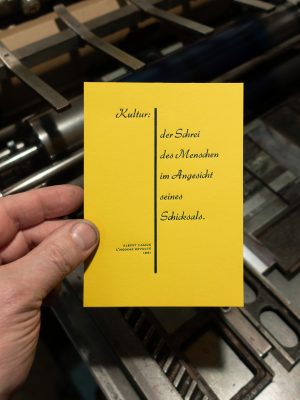 Kultur:
der Schrei
des Menschen
im Angesicht
seines
Schicksals.
ALBERT CAMUS
L'HOMME RÉVOLTÉ
1951